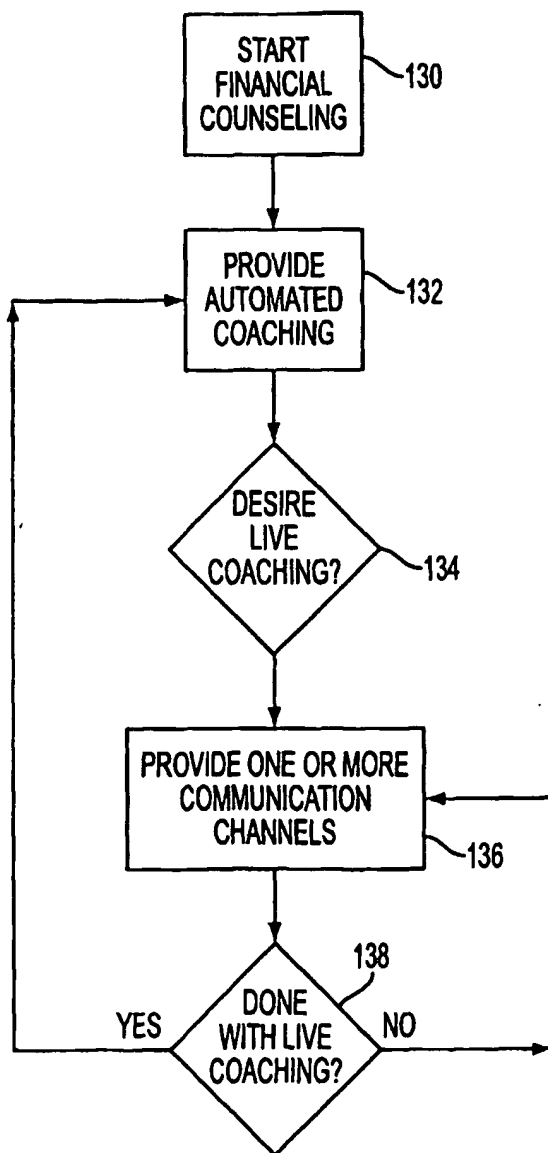 START
FINANCIAL
COUNSELING
130
PROVIDE
AUTOMATED
COACHING
132
DESIRE
LIVE
COACHING?
134
PROVIDE ONE OR MORE
COMMUNICATION
CHANNELS
136
138
YES
DONE
WITH LIVE
COACHING?
NO